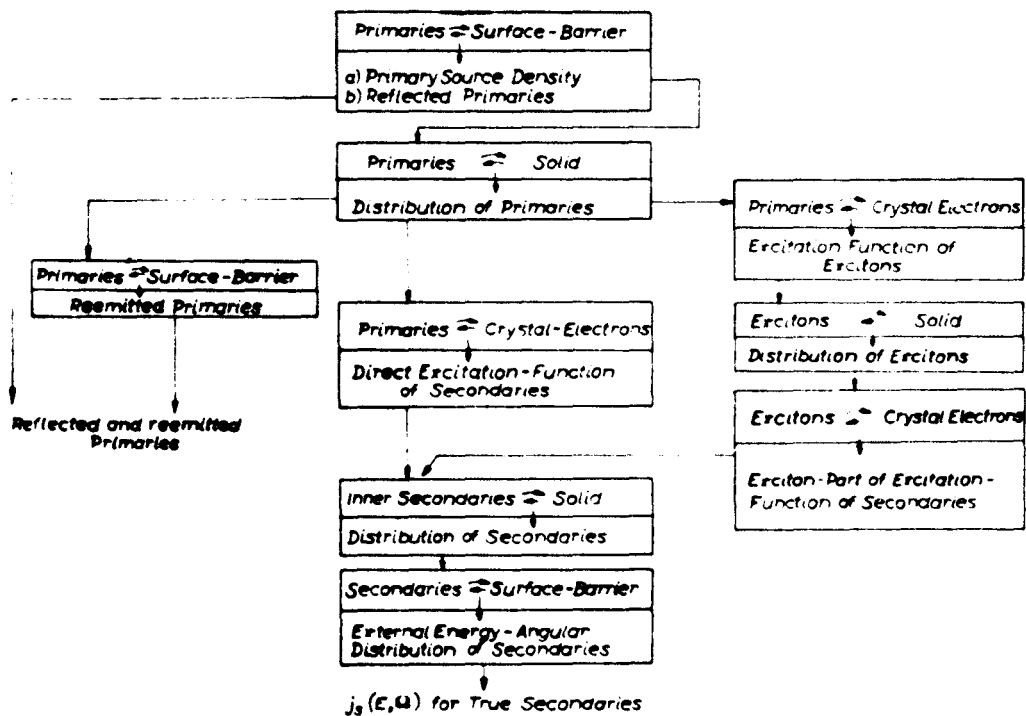 Primaries ⇄ Surface-Barrier
a) Primary Source Density
b) Reflected Primaries
Primaries ⇄ Solid
Distribution of Primaries
Primaries ⇄ Surface-Barrier
Reemitted Primaries
Reflected and reemitted
Primaries
Primaries ⇄ Crystal-Electrons
Direct Excitation-Function
of Secondaries
Primaries ⇄ Crystal Electrons
Excitation Function of
Excitons
Excitons ⇄ Solid
Distribution of Excitons
Excitons ⇄ Crystal Electrons
Exciton-Part of Excitation-
Function of Secondaries
Inner Secondaries ⇄ Solid
Distribution of Secondaries
Secondaries ⇄ Surface-Barrier
External Energy-Angular
Distribution of Secondaries
js (E,Ω) for True Secondaries